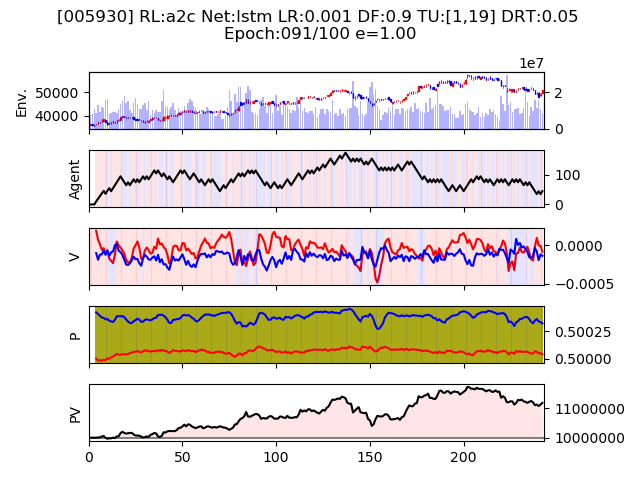 [005930] RL:a2c Net:lstm LR:0.001 DF:0.9 TU:[1,19] DRT:0.05
Epoch:091/100 e=1.00
1e7
Env.
50000
40000
2
0
Agent
100
0
V
0.0000
−0.0005
P
0.50025
0.50000
PV
11000000
10000000
0 50 100 150 200